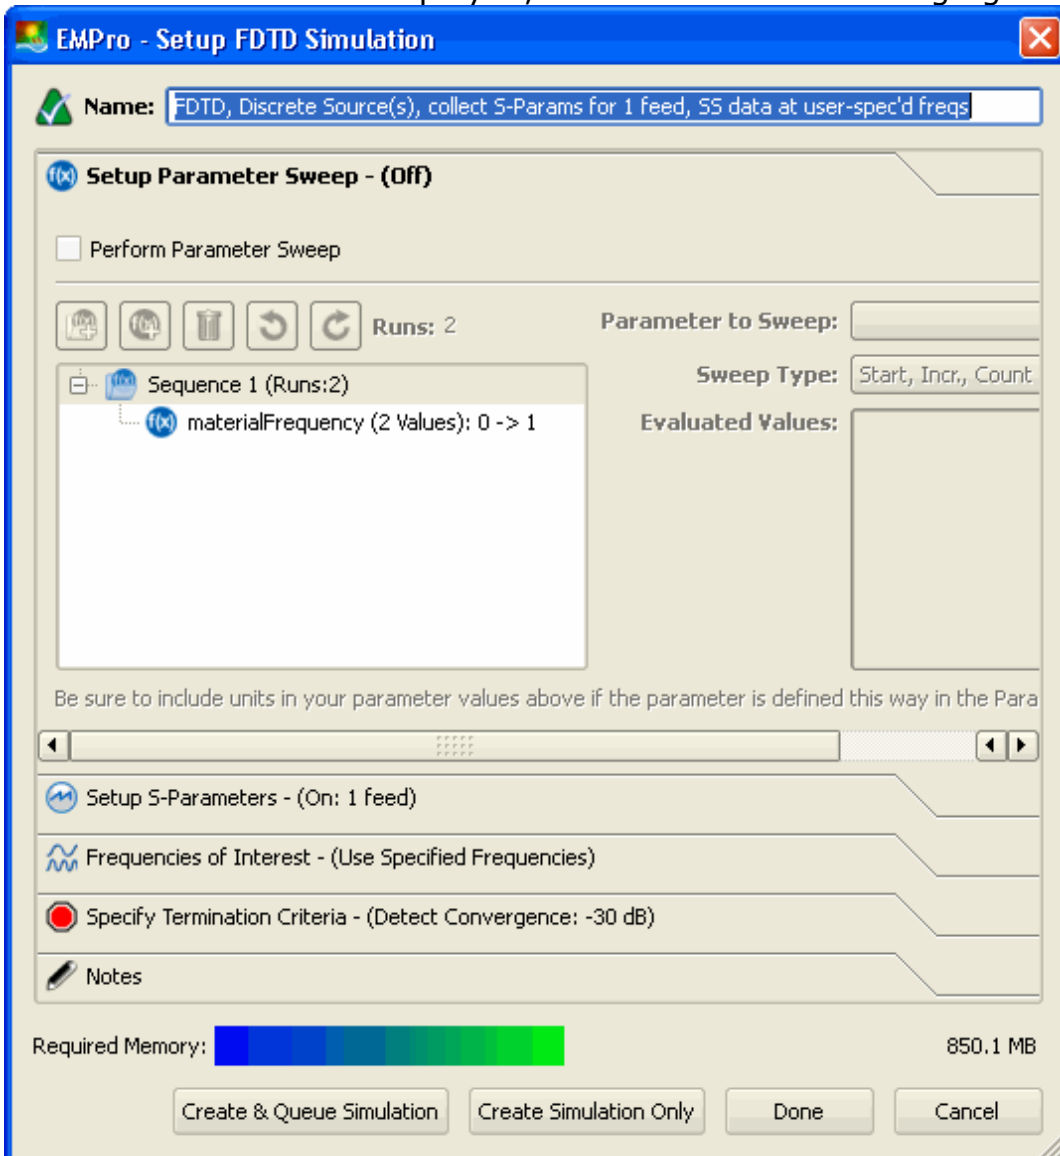 EMPro - Setup FDTD Simulation
Name: FDTD, Discrete Source(s), collect S-Params for 1 feed, SS data at user-spec'd freqs
Setup Parameter Sweep - (Off)
Perform Parameter Sweep
Runs: 2
Parameter to Sweep:
Sequence 1 (Runs:2)
Sweep Type: Start, Incr., Count
materialFrequency (2 Values): 0 -> 1
Evaluated Values:
Be sure to include units in your parameter values above if the parameter is defined this way in the Para
Setup S-Parameters - (On: 1 feed)
Frequencies of Interest - (Use Specified Frequencies)
Specify Termination Criteria - (Detect Convergence: -30 dB)
Notes
Required Memory: 850.1 MB
Create & Queue Simulation Create Simulation Only Done Cancel